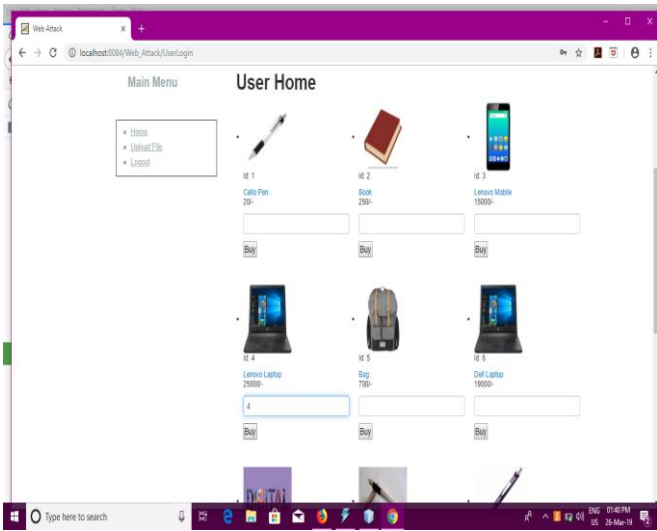 Web Attack
localhost:8084/Web_Attack/UserLogin
Main Menu
User Home
Home
Upload File
Logout
Id: 1
Id: 2
Id: 3
Cello Pen
Book
Lenovo Mobile
20/-
250/-
15000/-
Buy
Buy
Buy
Id: 4
Id: 5
Id: 6
Lenovo Laptop
Bag
Dell Laptop
25000/-
700/-
19000/-
4
Buy
Buy
Buy
DIGITAL
Type here to search
ENG
01:40 PM
US
26-Mar-19